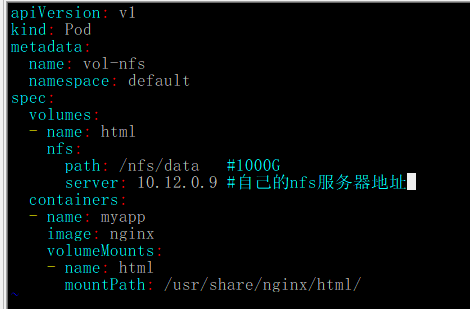 apiVersion: v1
kind: Pod
metadata:
  name: vol-nfs
  namespace: default
spec:
  volumes:
  - name: html
    nfs:
      path: /nfs/data   #1000G
      server: 10.12.0.9 #自己的nfs服务器地址
  containers:
  - name: myapp
    image: nginx
    volumeMounts:
    - name: html
      mountPath: /usr/share/nginx/html/
~